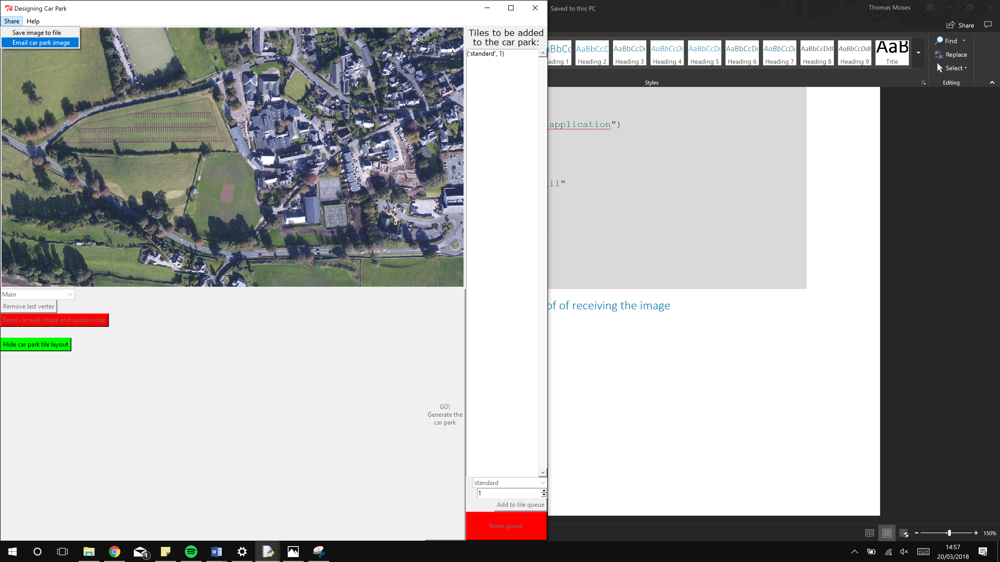 Designing Car Park
Share Help
Save image to file
Email car park image
Tiles to be added
to the car park:
('standard', 1)
Main
Remove last vertex
Reset car park shape and update map
Hide car park tile layout
GO!
Generate the
car park
standard
1
Add to tile queue
Reset queue
Saved to this PC
Thomas Moses
Share
aBbCc AaBbCcD AaBbCcDc AaBbCcDc AaBbCcDc AaBbCcDc AaBbCcDc AaBbCcDdI AaBbCcDdI AaB
ading 1 Heading 2 Heading 3 Heading 4 Heading 5 Heading 6 Heading 7 Heading 8 Heading 9 Title
Styles
Find
Replace
Select
Editing
application")
il"
of of receiving the image
150%
1
14:57
20/03/2018